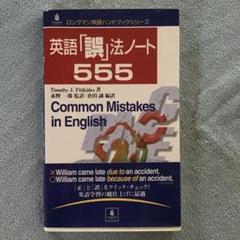 ロングマン英語ハンドブックシリーズ
英語「誤」法ノート
555
Timothy J. Fitikides 著
Common Mistakes
in English
×William came late due to an accident.
○William came late because of an accident.
「正」と「誤」をクイック・チェック!
英語学習の総仕上げに最適